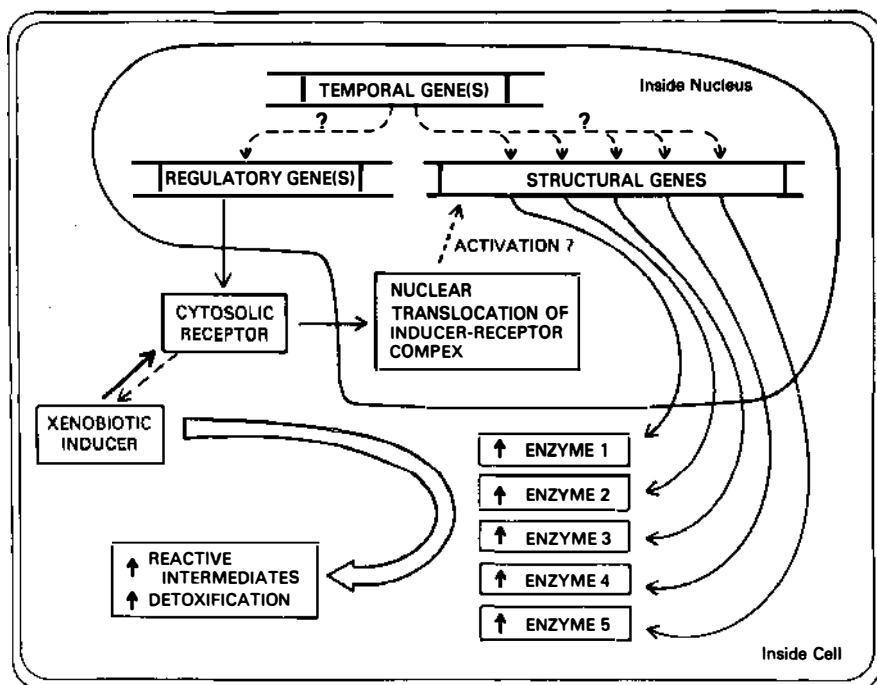 TEMPORAL GENE(S)
Inside Nucleus
?
?
REGULATORY GENE(S)
STRUCTURAL GENES
ACTIVATION ?
CYTOSOLIC
RECEPTOR
NUCLEAR
TRANSLOCATION OF
INDUCER-RECEPTOR
COMPEX
XENOBIOTIC
INDUCER
↑ ENZYME 1
↑ ENZYME 2
↑ ENZYME 3
↑ ENZYME 4
↑ ENZYME 5
↑ REACTIVE
INTERMEDIATES
↑ DETOXIFICATION
Inside Cell